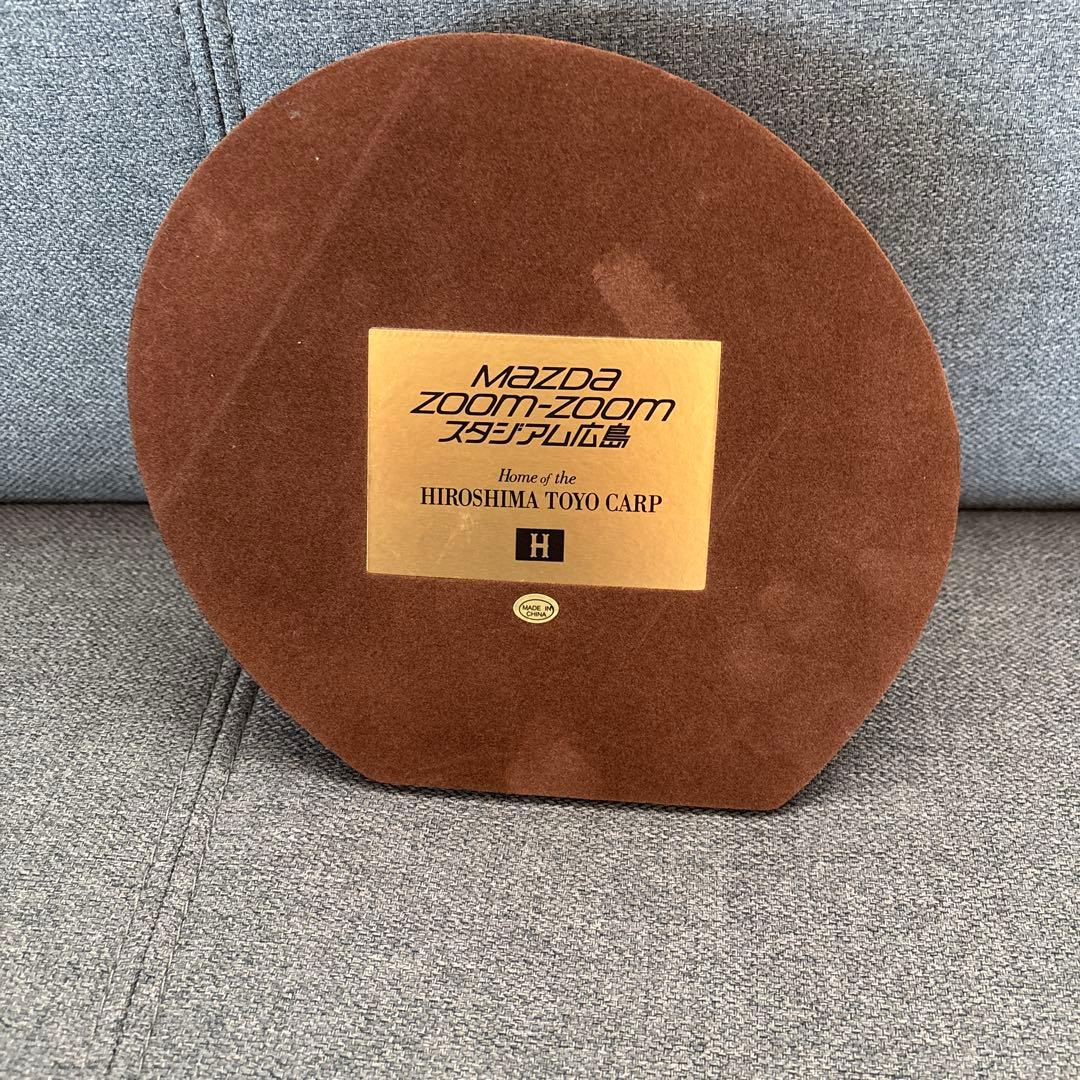 MAZDA
ZOOM-ZOOM
スタジアム広島
Home of the
HIROSHIMA TOYO CARP
H
MADE IN
CHINA